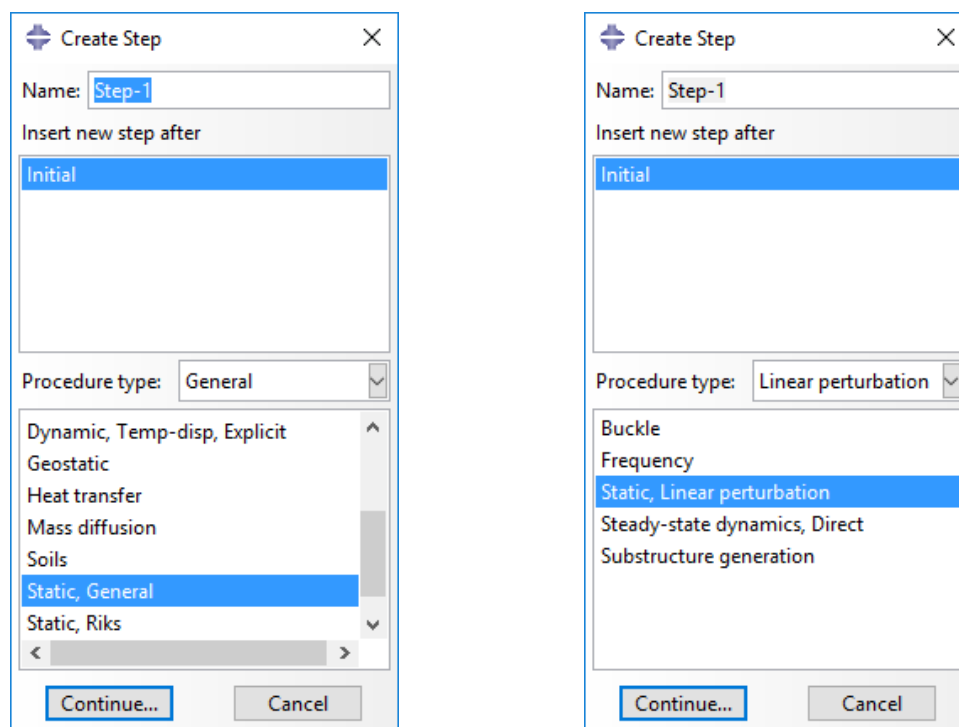 Create Step
Name: Step-1
Insert new step after
Initial
Procedure type: General
Dynamic, Temp-disp, Explicit
Geostatic
Heat transfer
Mass diffusion
Soils
Static, General
Static, Riks
Continue... Cancel
Create Step
Name: Step-1
Insert new step after
Initial
Procedure type: Linear perturbation
Buckle
Frequency
Static, Linear perturbation
Steady-state dynamics, Direct
Substructure generation
Continue... Cancel